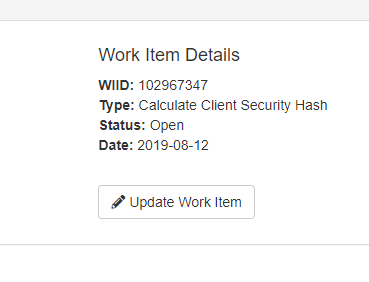 Work Item Details
WIID: 102967347
Type: Calculate Client Security Hash
Status: Open
Date: 2019-08-12
Update Work Item